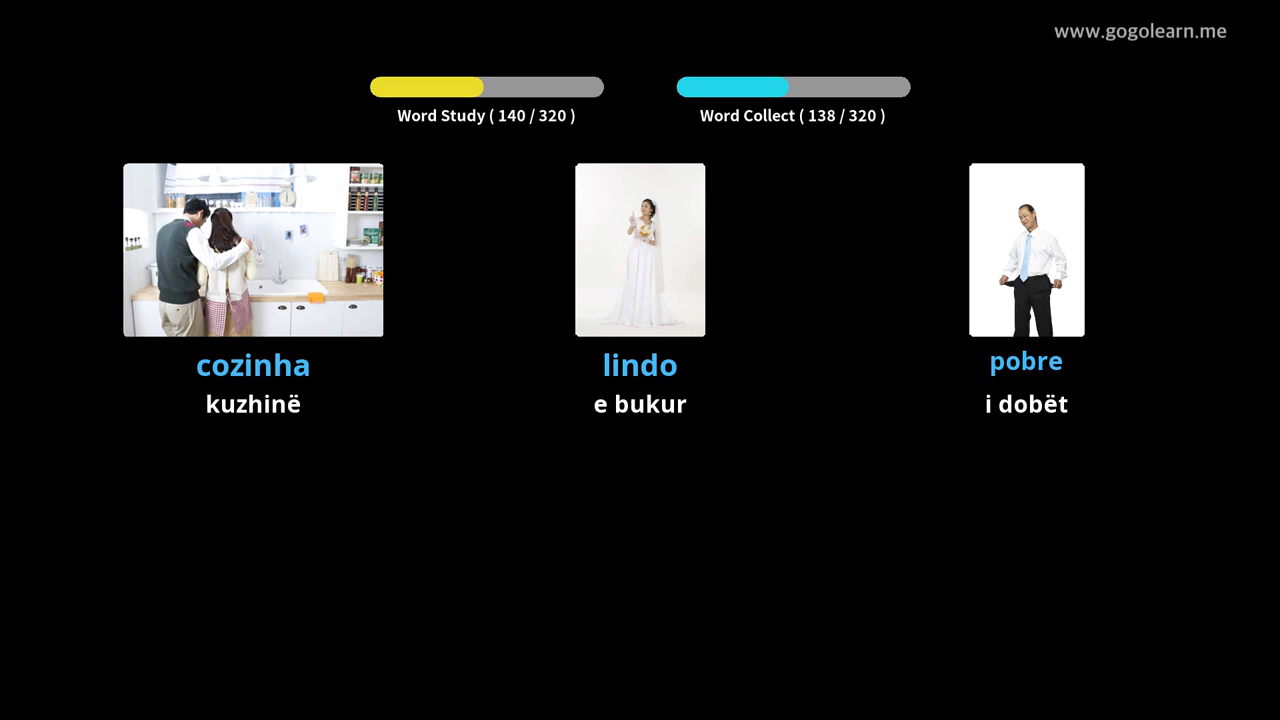 www.gogolearn.me
Word Study ( 140 / 320 )
Word Collect ( 138 / 320 )
cozinha
kuzhinë
lindo
e bukur
pobre
i dobët